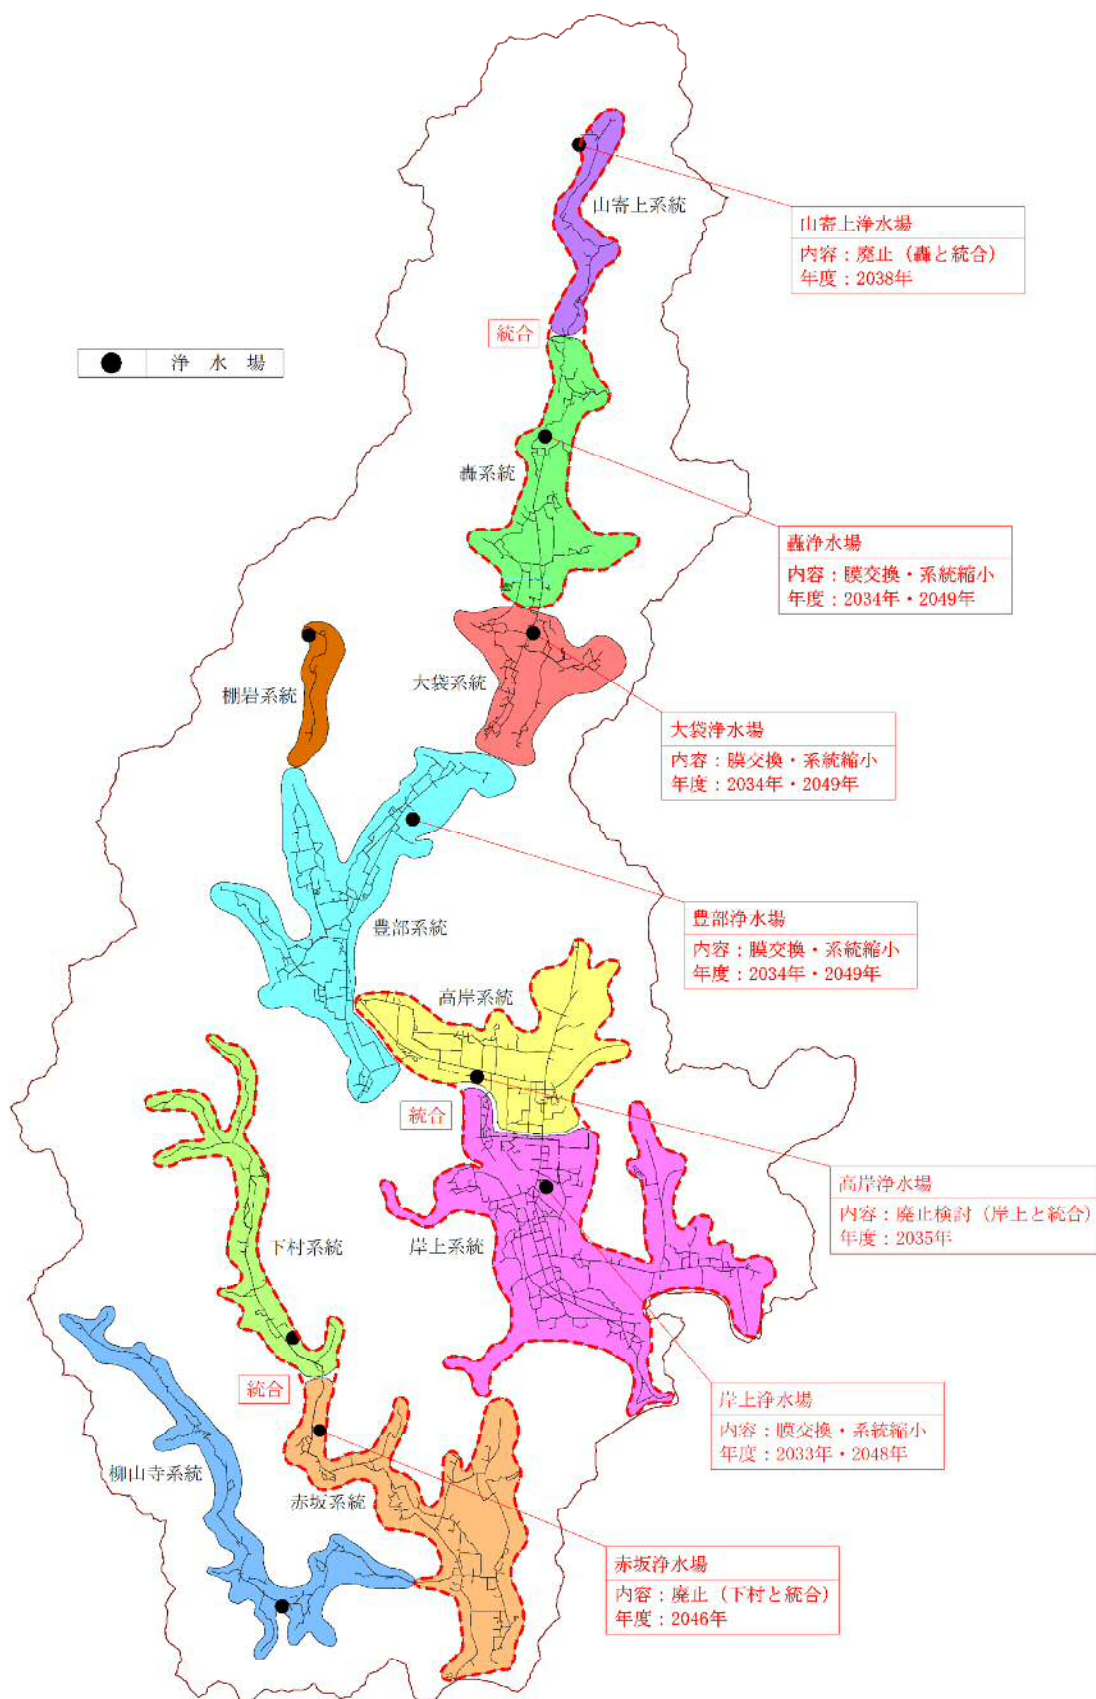 山寄上系統
山寄上浄水場
内容：廃止（轟と統合）
年度：2038年
統合
浄水場
轟系統
轟浄水場
内容：膜交換・系統縮小
年度：2034年・2049年
棚岩系統
大袋系統
大袋浄水場
内容：膜交換・系統縮小
年度：2034年・2049年
豊部系統
豊部浄水場
内容：膜交換・系統縮小
年度：2034年・2049年
高岸系統
統合
高岸浄水場
内容：廃止検討（岸上と統合）
年度：2035年
下村系統
岸上系統
統合
岸上浄水場
内容：膜交換・系統縮小
年度：2033年・2048年
柳山寺系統
赤坂系統
赤坂浄水場
内容：廃止（下村と統合）
年度：2046年